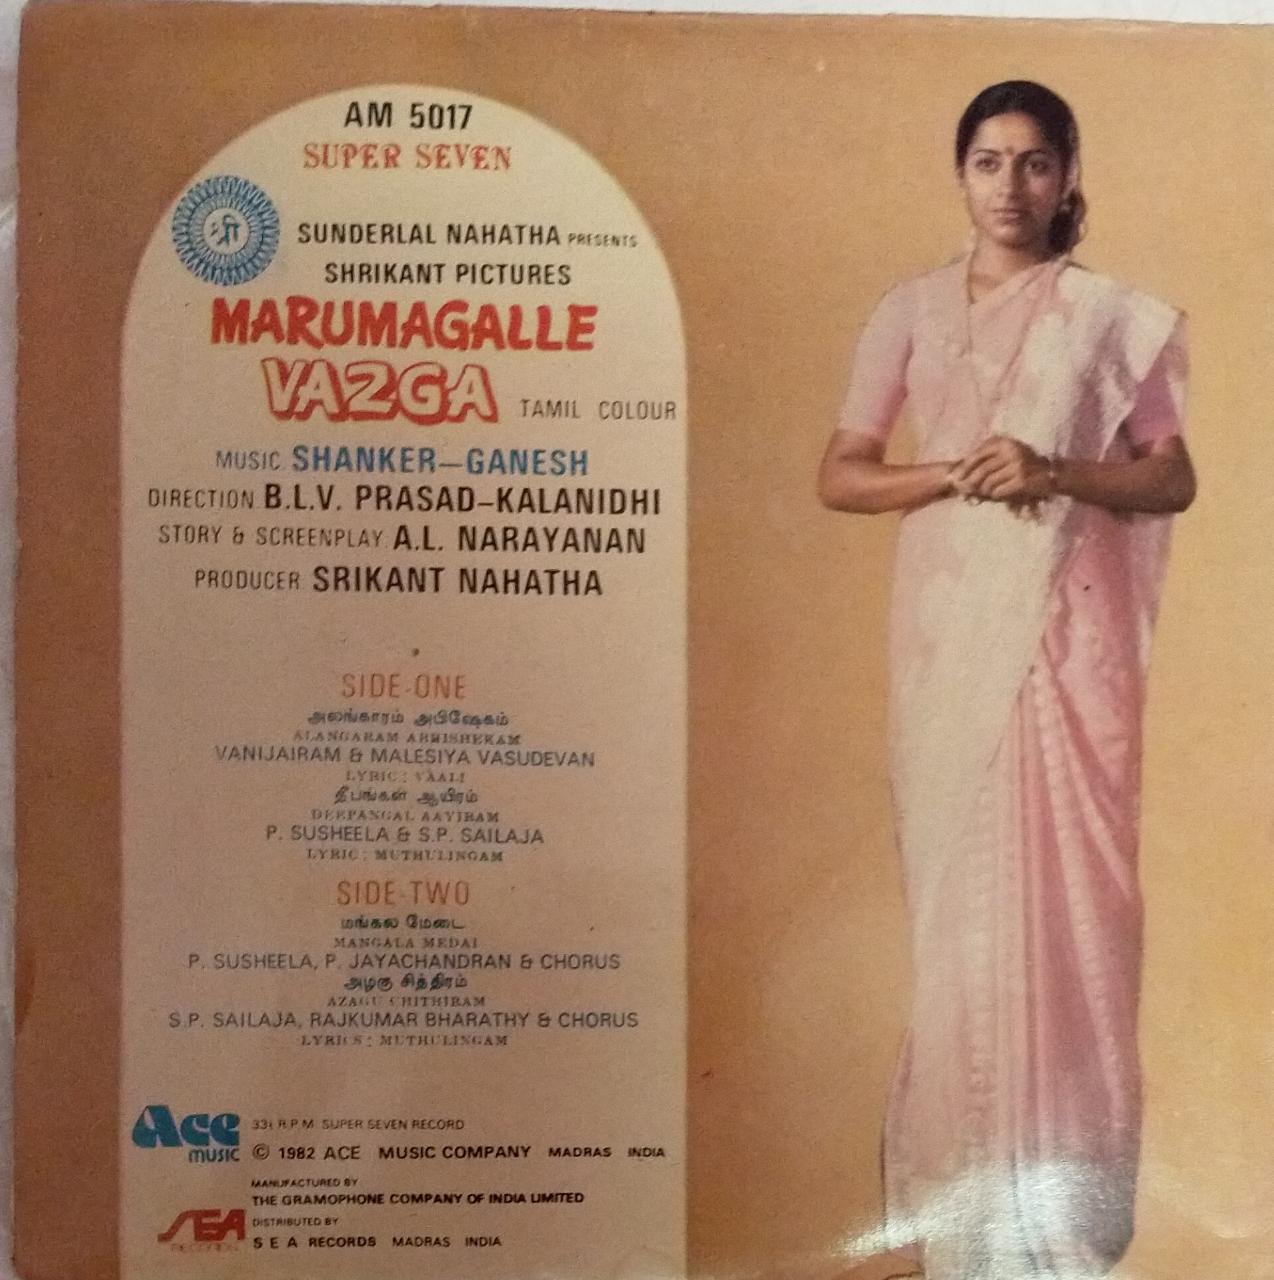 AM 5017
SUPER SEVEN
श्री
SUNDERLAL NAHATHA PRESENTS
SHRIKANT PICTURES
MARUMAGALLE
VAZGA TAMIL COLOUR
MUSIC SHANKER-GANESH
DIRECTION B.L.V. PRASAD-KALANIDHI
STORY & SCREENPLAY A.L. NARAYANAN
PRODUCER SRIKANT NAHATHA
SIDE-ONE
அலங்காரம் அபிஷேகம்
ALANGARAM ABHISHEKAM
VANIJAIRAM & MALESIYA VASUDEVAN
LYRIC : VAALI
தீபங்கள் ஆயிரம்
DEEPANGAL AAYIRAM
P. SUSHEELA & S.P. SAILAJA
LYRIC : MUTHULINGAM
SIDE-TWO
மங்கல மேடை
MANGALA MEDAI
P. SUSHEELA, P. JAYACHANDRAN & CHORUS
அழகு சித்திரம்
AZAGU CHITHIRAM
S.P. SAILAJA, RAJKUMAR BHARATHY & CHORUS
LYRICS : MUTHULINGAM
Ace MUSIC
33⅓ R.P.M. SUPER SEVEN RECORD
© 1982 ACE MUSIC COMPANY MADRAS INDIA
MANUFACTURED BY
THE GRAMOPHONE COMPANY OF INDIA LIMITED
SEA RECORDS
DISTRIBUTED BY
S E A RECORDS MADRAS INDIA